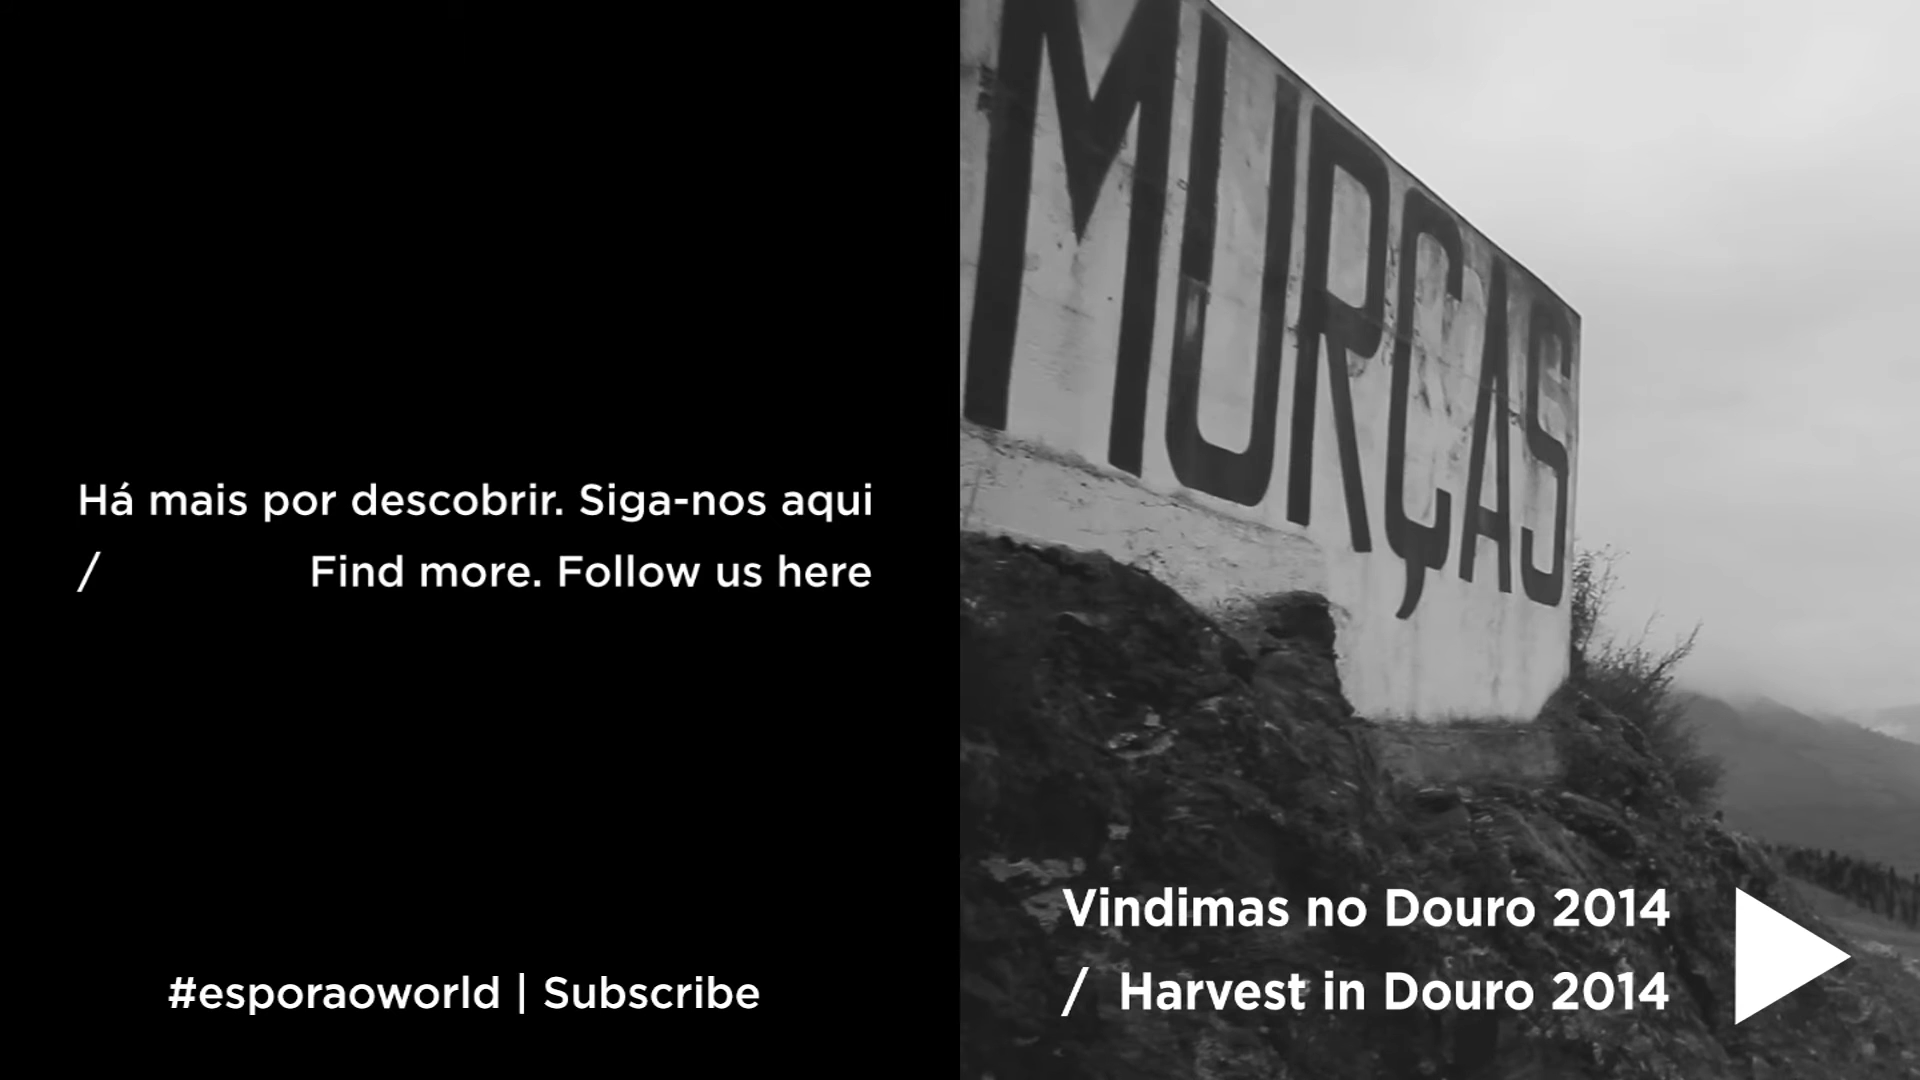 Há mais por descobrir. Siga-nos aqui
/ Find more. Follow us here
#esporaoworld | Subscribe
MURÇAS
Vindimas no Douro 2014
/ Harvest in Douro 2014